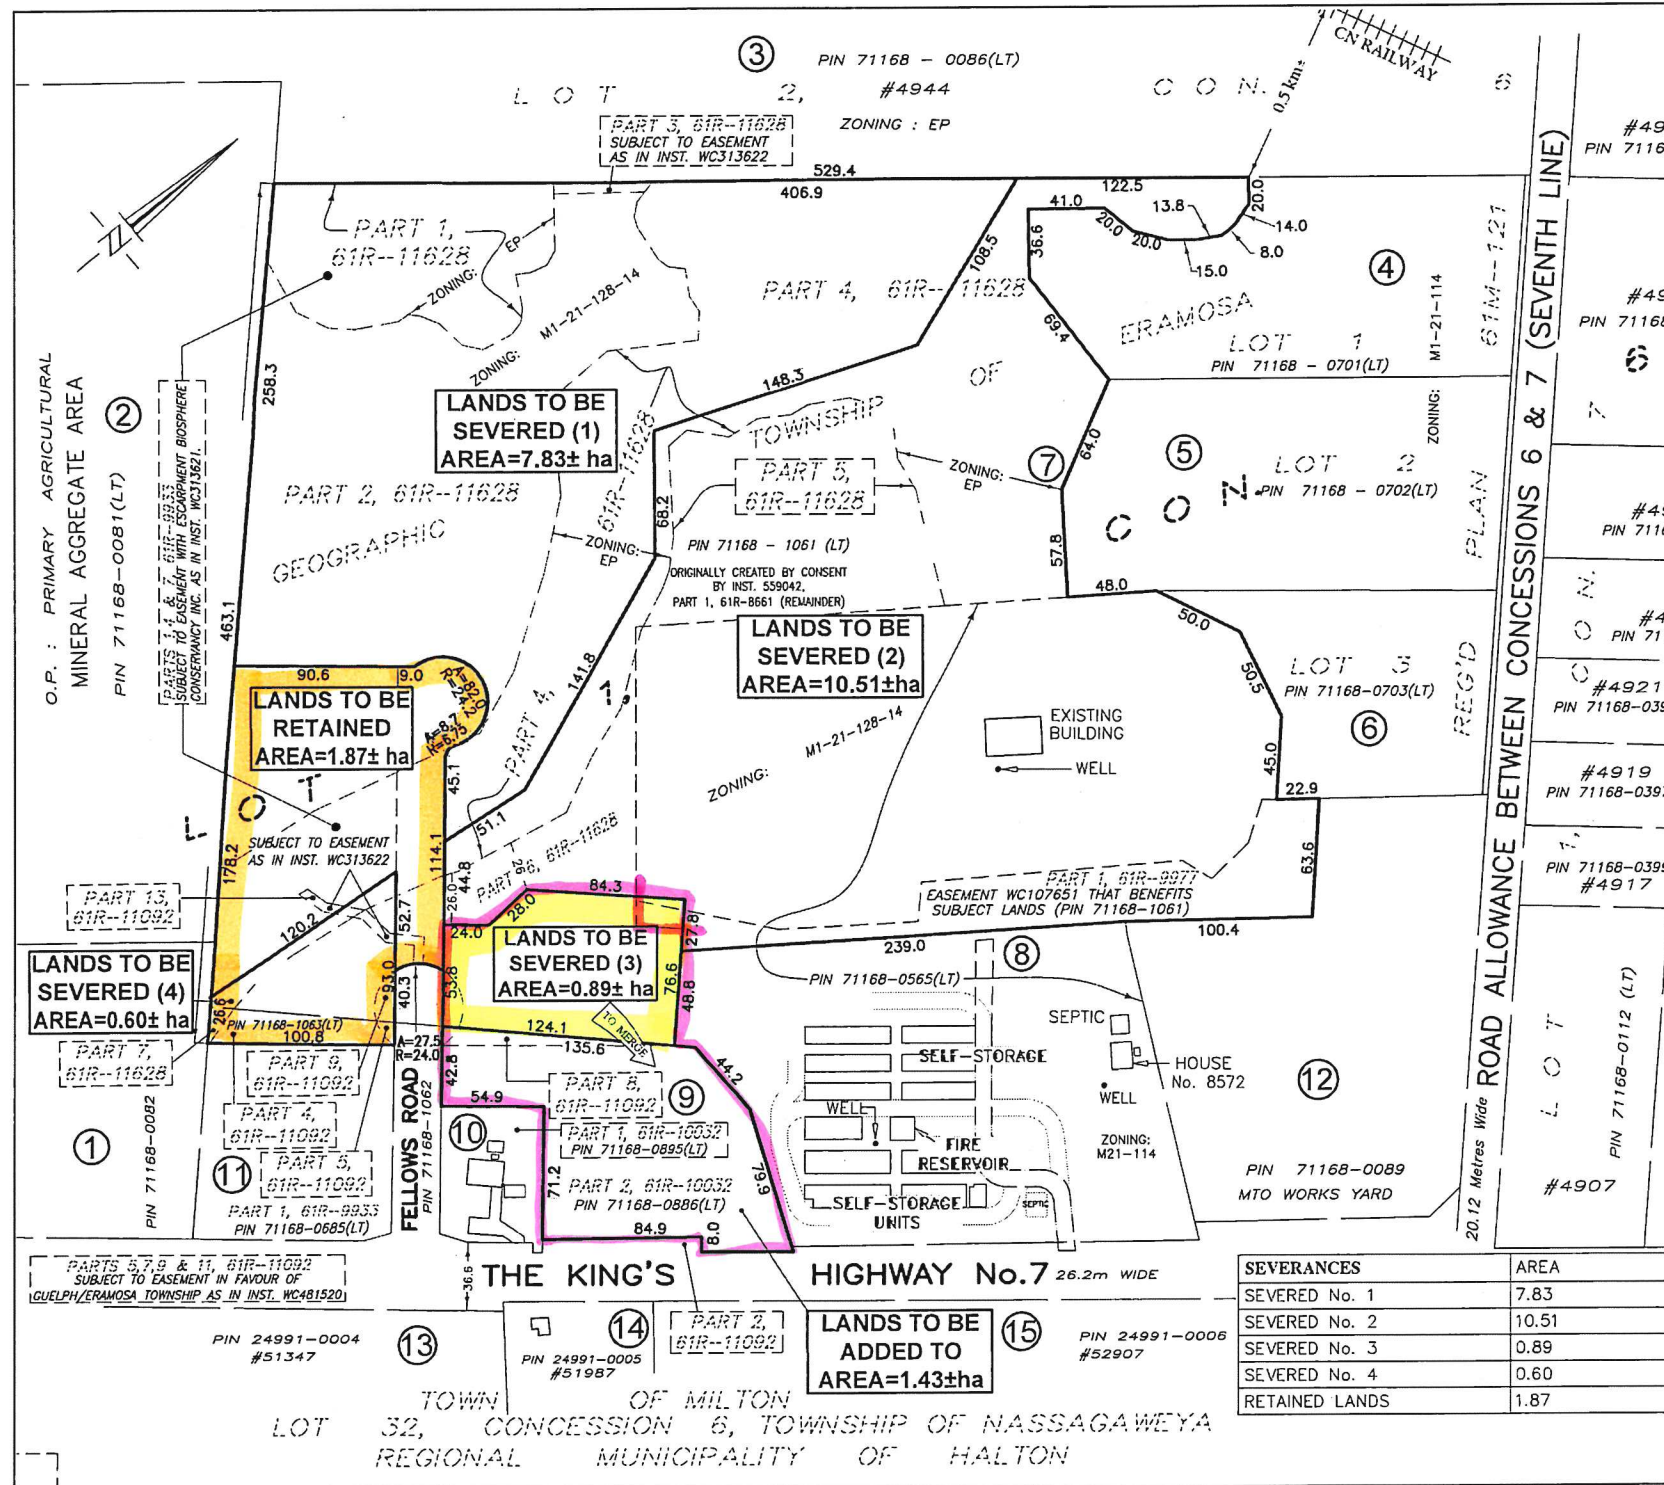 3
PIN 71168 - 0086(LT)
LOT 2, #4944 CON. 6
ZONING : EP
CN RAILWAY
0.5 km±
PART 3, 61R-11628
SUBJECT TO EASEMENT
AS IN INST. WC313622
529.4
406.9
122.5
20.0
41.0
20.0
20.0
13.8
15.0
8.0
14.0
36.6
108.5
PART 1,
61R-11628
ZONING: EP
ZONING: M1-21-128-14
PART 4, 61R-11628
258.3
463.1
O.P. : PRIMARY AGRICULTURAL
MINERAL AGGREGATE AREA
2
PIN 71168-0081(LT)
PARTS 1,4 & 7, 61R-9933
SUBJECT TO EASEMENT WITH ESCARPMENT BIOSPHERE
CONSERVANCY INC. AS IN INST. WC313621.
LANDS TO BE
SEVERED (1)
AREA=7.83± ha
PART 2, 61R-11628
GEOGRAPHIC
TOWNSHIP
OF
ERAMOSA
148.3
69.4
64.0
57.8
48.0
68.2
61R-11628
ZONING:
EP
PART 5,
61R-11628
ZONING:
EP
7
PIN 71168 - 1061 (LT)
ORIGINALLY CREATED BY CONSENT
BY INST. 559042,
PART 1, 61R-8661 (REMAINDER)
4
LOT 1
PIN 71168 - 0701(LT)
ZONING: M1-21-114
5
LOT 2
PIN 71168 - 0702(LT)
CON.
REG'D PLAN 61M-121
LOT 3
PIN 71168-0703(LT)
6
50.0
50.5
45.0
22.9
63.6
ROAD ALLOWANCE BETWEEN CONCESSIONS 6 & 7 (SEVENTH LINE)
20.12 Metres Wide
#4921
#4919
#4917
LOT
PIN 71168-0112 (LT)
#4907
LANDS TO BE
SEVERED (2)
AREA=10.51±ha
141.8
PART 4,
1,
ZONING: M1-21-128-14
EXISTING
BUILDING
WELL
90.6
9.0
A=82.0
A=8.7
R=6.75
LANDS TO BE
RETAINED
AREA=1.87± ha
LOT
45.1
114.1
51.1
44.8
178.2
SUBJECT TO EASEMENT
AS IN INST. WC313622
PART 6, 61R-11628
26
26.0
84.3
28.0
24.0
27.8
PART 1, 61R-9977
EASEMENT WC107651 THAT BENEFITS
SUBJECT LANDS (PIN 71168-1061)
239.0
100.4
PART 13,
61R-11092
120.2
52.7
LANDS TO BE
SEVERED (4)
AREA=0.60± ha
26.6
PIN 71168-1063(LT)
100.8
93.0
40.3
53.8
LANDS TO BE
SEVERED (3)
AREA=0.89± ha
76.6
48.8
124.1
135.6
TO MERGE
A=27.5
R=24.0
42.8
54.9
44.2
79.9
71.2
84.9
8.0
PART 7,
61R-11628
PART 9,
61R-11092
PART 4,
61R-11092
PART 5,
61R-11092
PART 1, 61R-9933
PIN 71168-0685(LT)
1
PIN 71168-0082
11
FELLOWS ROAD
PIN 71168-1062
10
PART 8,
61R-11092
9
PART 1, 61R-10032
PIN 71168-0895(LT)
PART 2, 61R-10032
PIN 71168-0886(LT)
8
PIN 71168-0565(LT)
SEPTIC
SELF-STORAGE
HOUSE
No. 8572
WELL
WELL
FIRE
RESERVOIR
ZONING:
M21-114
SELF-STORAGE
UNITS
SEPTIC
12
PIN 71168-0089
MTO WORKS YARD
PARTS 5,7,9 & 11, 61R-11092
SUBJECT TO EASEMENT IN FAVOUR OF
GUELPH/ERAMOSA TOWNSHIP AS IN INST. WC481520
36.6
THE KING'S HIGHWAY No.7 26.2m WIDE
PIN 24991-0004
#51347
13
PIN 24991-0005
#51987
14
PART 2,
61R-11092
LANDS TO BE
ADDED TO
AREA=1.43±ha
15
PIN 24991-0006
#52907
TOWN OF MILTON
LOT 32, CONCESSION 6, TOWNSHIP OF NASSAGAWEYA
REGIONAL MUNICIPALITY OF HALTON
SEVERANCES AREA
SEVERED No. 1 7.83
SEVERED No. 2 10.51
SEVERED No. 3 0.89
SEVERED No. 4 0.60
RETAINED LANDS 1.87